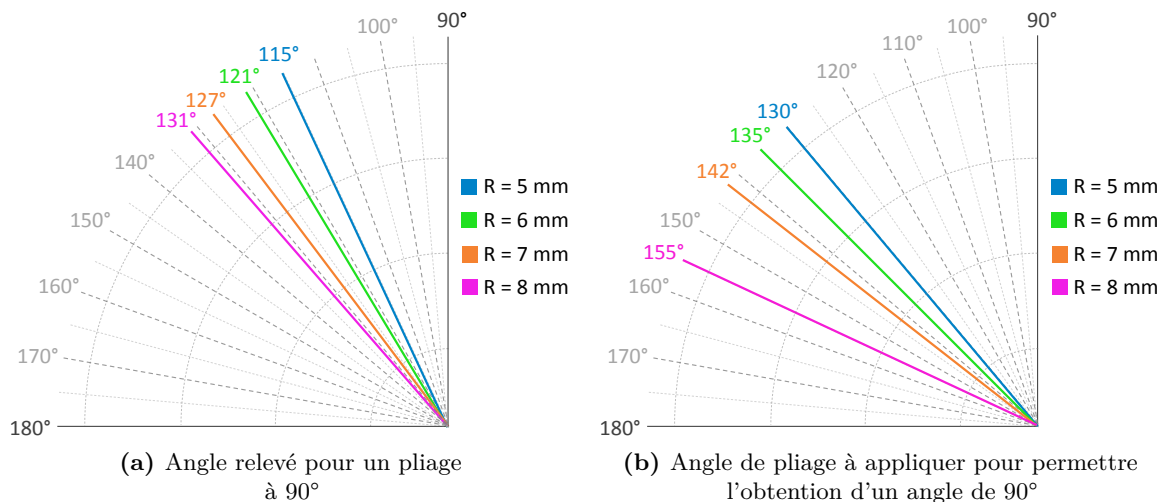 90°
100°
115°
121°
127°
131°
140°
150°
160°
170°
180°
R = 5 mm
R = 6 mm
R = 7 mm
R = 8 mm
(a) Angle relevé pour un pliage
à 90°
90°
100°
110°
120°
130°
135°
142°
150°
155°
160°
170°
180°
R = 5 mm
R = 6 mm
R = 7 mm
R = 8 mm
(b) Angle de pliage à appliquer pour permettre
l'obtention d'un angle de 90°